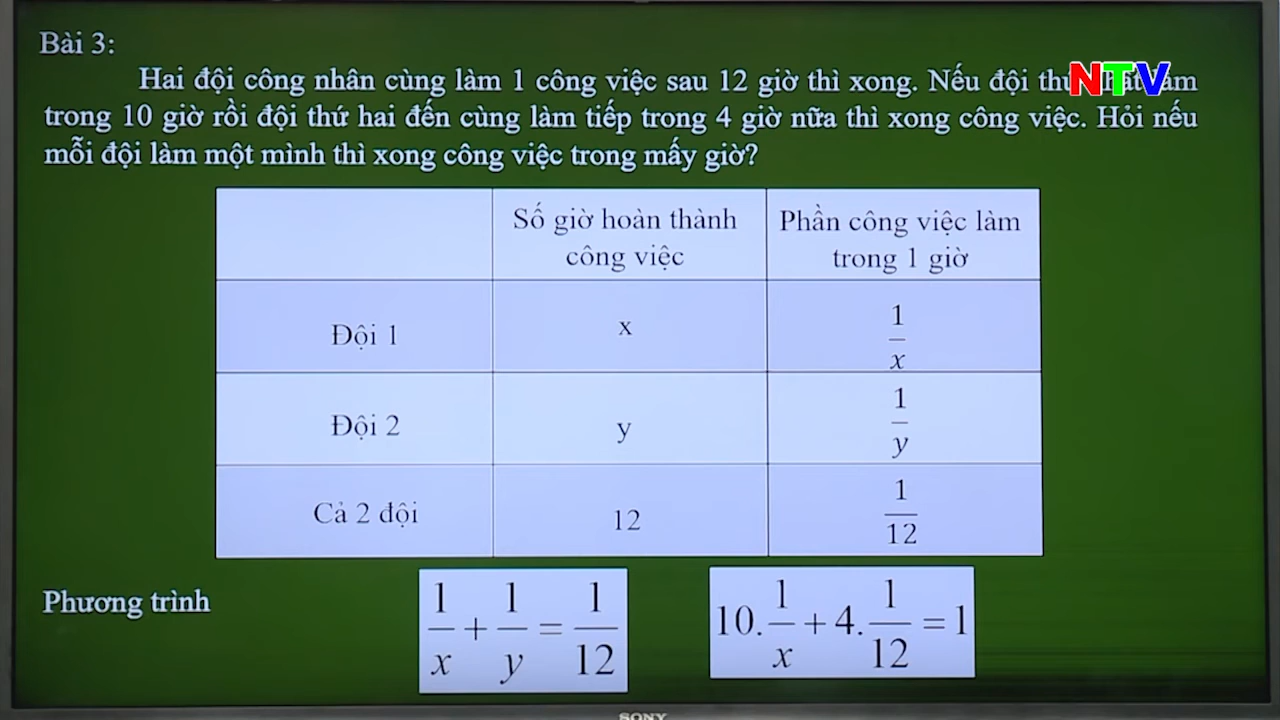 Bài 3:
Hai đội công nhân cùng làm 1 công việc sau 12 giờ thì xong. Nếu đội
NTV
trong 10 giờ rồi đội thứ hai đến cùng làm tiếp trong 4 giờ nữa thì xong công việc. Hỏi nếu
mỗi đội làm một mình thì xong công việc trong mấy giờ?
Số giờ hoàn thành
công việc
Phần công việc làm
trong 1 giờ
Đội 1
x
1/x
Đội 2
y
1/y
Cả 2 đội
12
1/12
Phương trình
1/x + 1/y = 1/12
10.1/x + 4.1/12 = 1
SONY